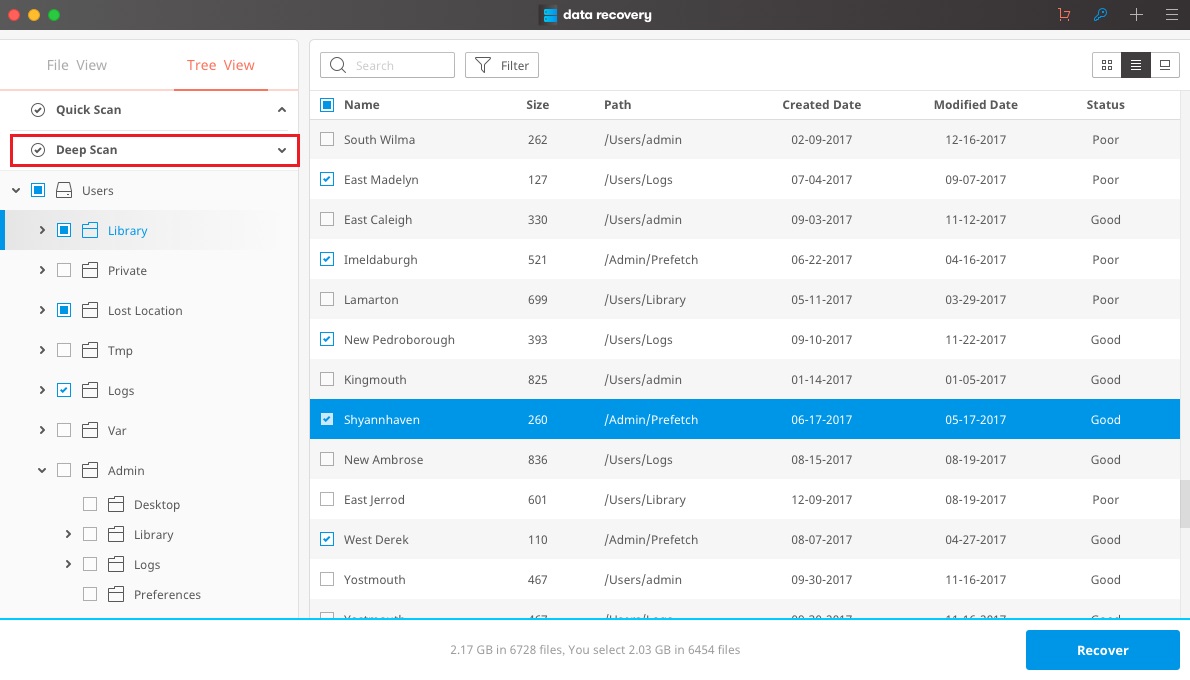 data recovery
File View Tree View
Search Filter
Quick Scan
Deep Scan
Users
Library
Private
Lost Location
Tmp
Logs
Var
Admin
Desktop
Library
Logs
Preferences
Name Size Path Created Date Modified Date Status
South Wilma 262 /Users/admin 02-09-2017 12-16-2017 Poor
East Madelyn 127 /Users/Logs 07-04-2017 09-07-2017 Poor
East Caleigh 330 /Users/admin 09-03-2017 11-12-2017 Good
Imeldaburgh 521 /Admin/Prefetch 06-22-2017 04-16-2017 Poor
Lamarton 699 /Users/Library 05-11-2017 03-29-2017 Poor
New Pedroborough 393 /Users/Logs 09-10-2017 11-22-2017 Good
Kingmouth 825 /Users/admin 01-14-2017 01-05-2017 Good
Shyannhaven 260 /Admin/Prefetch 06-17-2017 05-17-2017 Good
New Ambrose 836 /Users/Logs 08-15-2017 08-19-2017 Good
East Jerrod 601 /Users/Library 12-09-2017 08-19-2017 Poor
West Derek 110 /Admin/Prefetch 08-07-2017 04-27-2017 Good
Yostmouth 467 /Users/admin 09-30-2017 11-16-2017 Good
2.17 GB in 6728 files, You select 2.03 GB in 6454 files
Recover